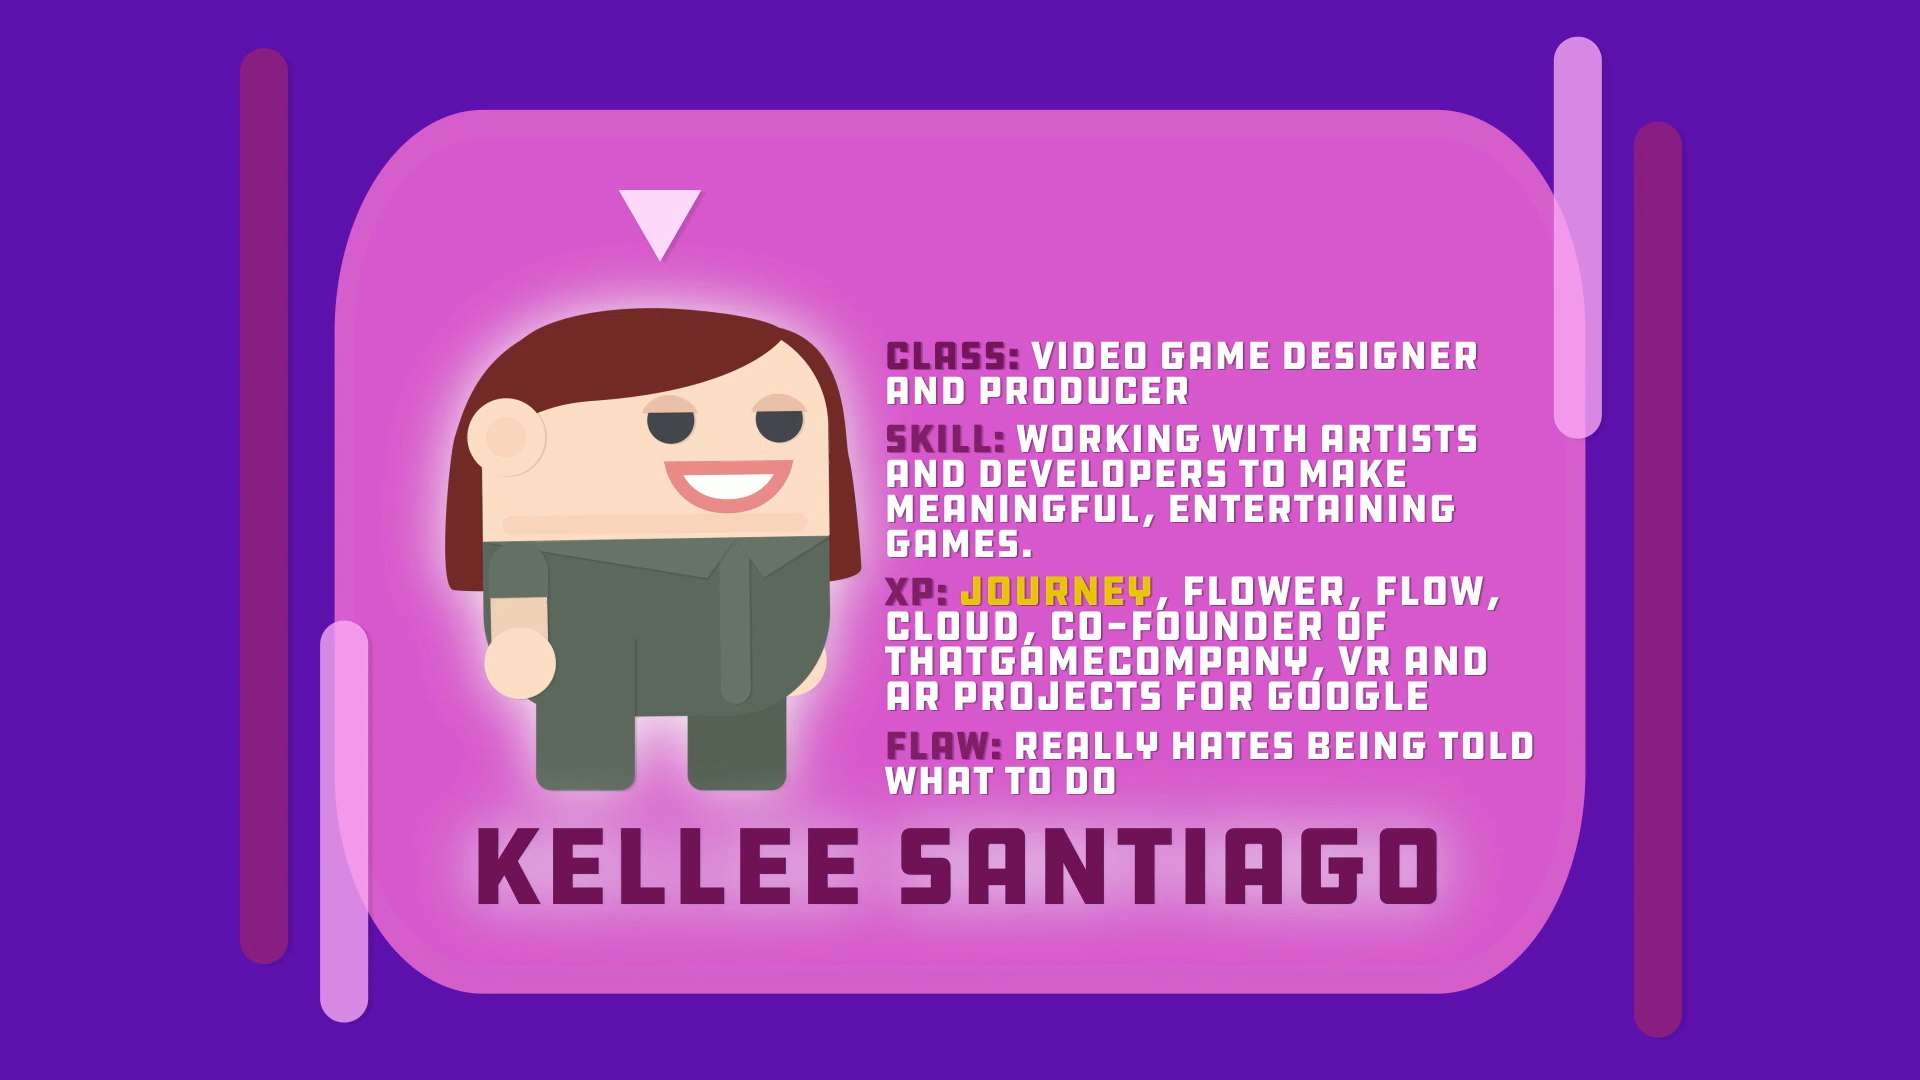 CLASS: VIDEO GAME DESIGNER
AND PRODUCER
SKILL: WORKING WITH ARTISTS
AND DEVELOPERS TO MAKE
MEANINGFUL, ENTERTAINING
GAMES.
XP: JOURNEY, FLOWER, FLOW,
CLOUD, CO-FOUNDER OF
THATGAMECOMPANY, VR AND
AR PROJECTS FOR GOOGLE
FLAW: REALLY HATES BEING TOLD
WHAT TO DO
KELLEE SANTIAGO